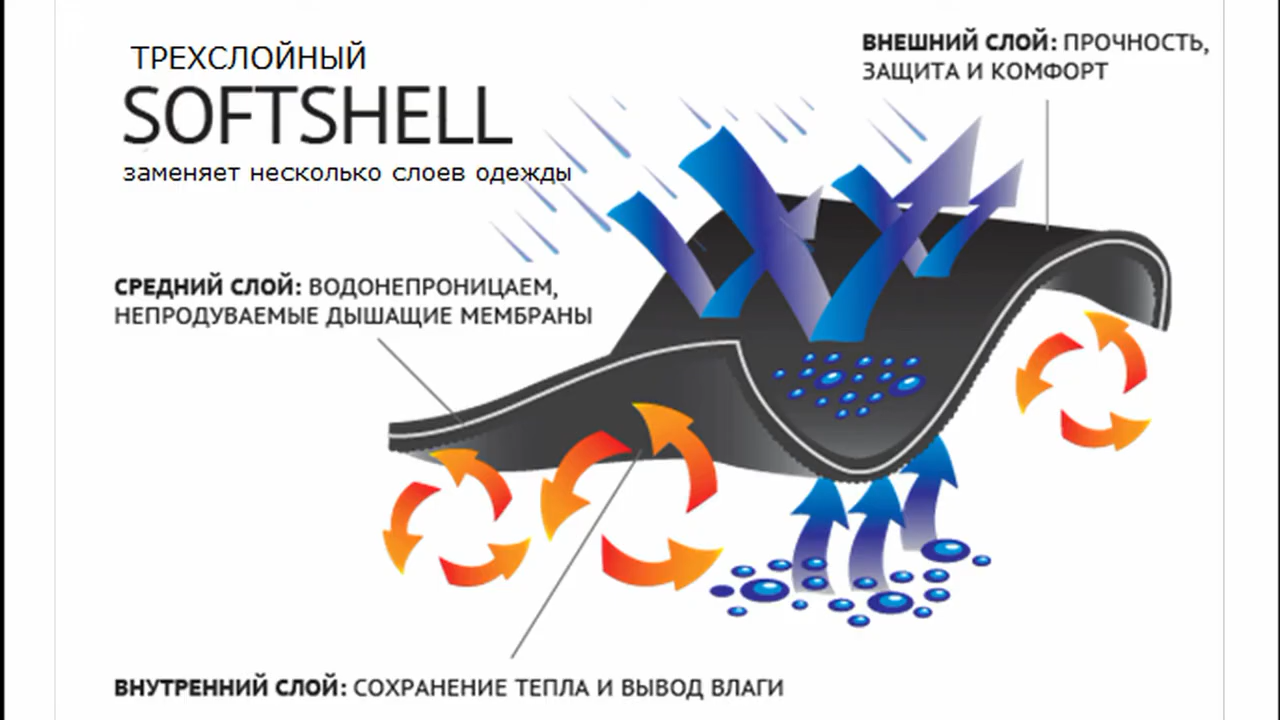 ТРЕХСЛОЙНЫЙ
SOFTSHELL
заменяет несколько слоев одежды
ВНЕШНИЙ СЛОЙ: ПРОЧНОСТЬ,
ЗАЩИТА И КОМФОРТ
СРЕДНИЙ СЛОЙ: ВОДОНЕПРОНИЦАЕМ,
НЕПРОДУВАЕМЫЕ ДЫШАЩИЕ МЕМБРАНЫ
ВНУТРЕННИЙ СЛОЙ: СОХРАНЕНИЕ ТЕПЛА И ВЫВОД ВЛАГИ